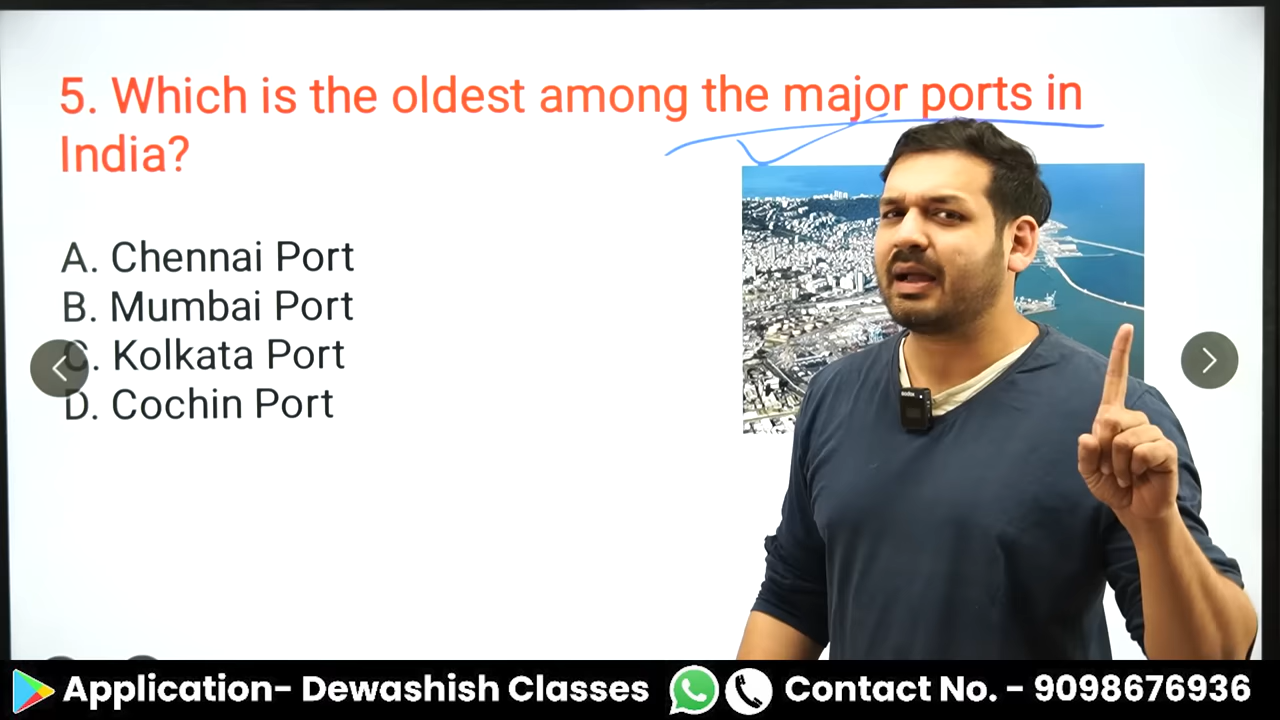 5. Which is the oldest among the major ports in
India?
A. Chennai Port
B. Mumbai Port
C. Kolkata Port
D. Cochin Port
Application- Dewashish Classes
Contact No. - 9098676936